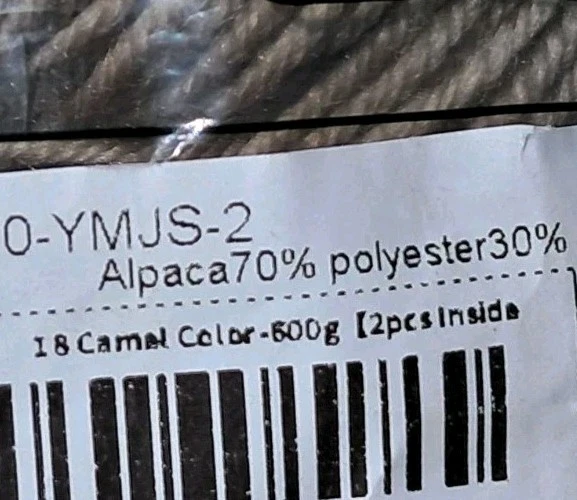 0-YMJS-2
Alpaca70% polyester30%
18 Camel Color-600g【2pcs Inside